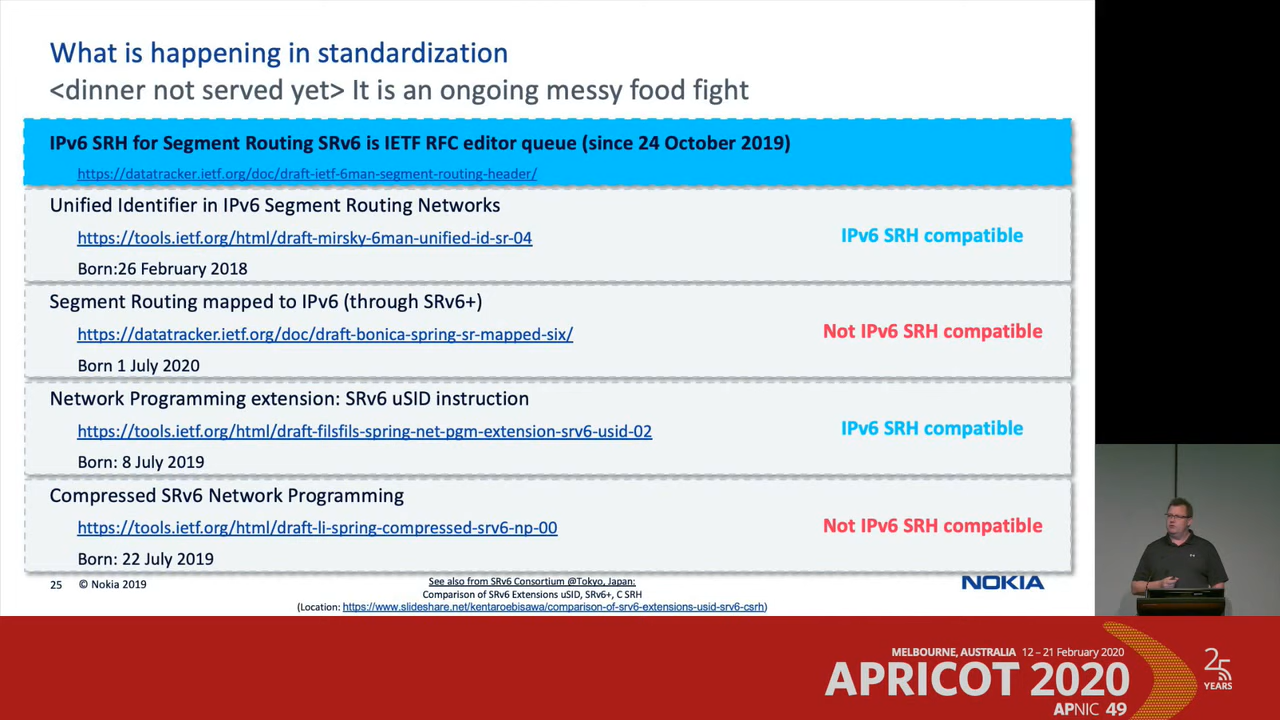 What is happening in standardization
<dinner not served yet> It is an ongoing messy food fight
IPv6 SRH for Segment Routing SRv6 is IETF RFC editor queue (since 24 October 2019)
https://datatracker.ietf.org/doc/draft-ietf-6man-segment-routing-header/
Unified Identifier in IPv6 Segment Routing Networks
https://tools.ietf.org/html/draft-mirsky-6man-unified-id-sr-04
IPv6 SRH compatible
Born:26 February 2018
Segment Routing mapped to IPv6 (through SRv6+)
https://datatracker.ietf.org/doc/draft-bonica-spring-sr-mapped-six/
Not IPv6 SRH compatible
Born 1 July 2020
Network Programming extension: SRv6 uSID instruction
https://tools.ietf.org/html/draft-filsfils-spring-net-pgm-extension-srv6-usid-02
IPv6 SRH compatible
Born: 8 July 2019
Compressed SRv6 Network Programming
https://tools.ietf.org/html/draft-li-spring-compressed-srv6-np-00
Not IPv6 SRH compatible
Born: 22 July 2019
25 © Nokia 2019
See also from SRv6 Consortium @Tokyo, Japan:
Comparison of SRv6 Extensions uSID, SRv6+, C SRH
(Location: https://www.slideshare.net/kentaroebisawa/comparison-of-srv6-extensions-usid-srv6-csrh)
NOKIA
MELBOURNE, AUSTRALIA 12 – 21 February 2020
APRICOT 2020
APNIC 49
25
YEARS